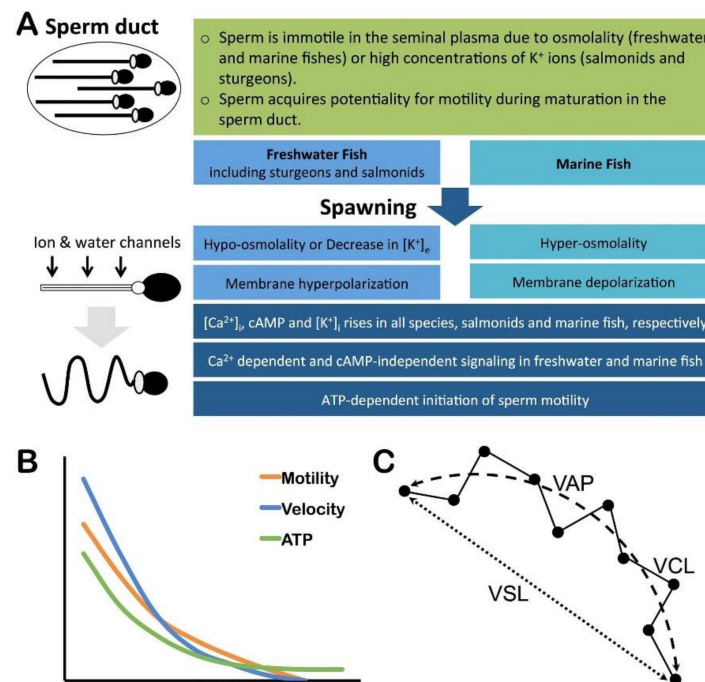 A Sperm duct
○ Sperm is immotile in the seminal plasma due to osmolality (freshwater
and marine fishes) or high concentrations of K⁺ ions (salmonids and
sturgeons).
○ Sperm acquires potentiality for motility during maturation in the
sperm duct.
Freshwater Fish
including sturgeons and salmonids
Marine Fish
Spawning
Ion & water channels
Hypo-osmolality or Decrease in [K⁺]ₑ
Hyper-osmolality
Membrane hyperpolarization
Membrane depolarization
[Ca²⁺]ᵢ, cAMP and [K⁺]ᵢ rises in all species, salmonids and marine fish, respectively
Ca²⁺ dependent and cAMP-independent signaling in freshwater and marine fish
ATP-dependent initiation of sperm motility
B
Motility
Velocity
ATP
C
VAP
VCL
VSL